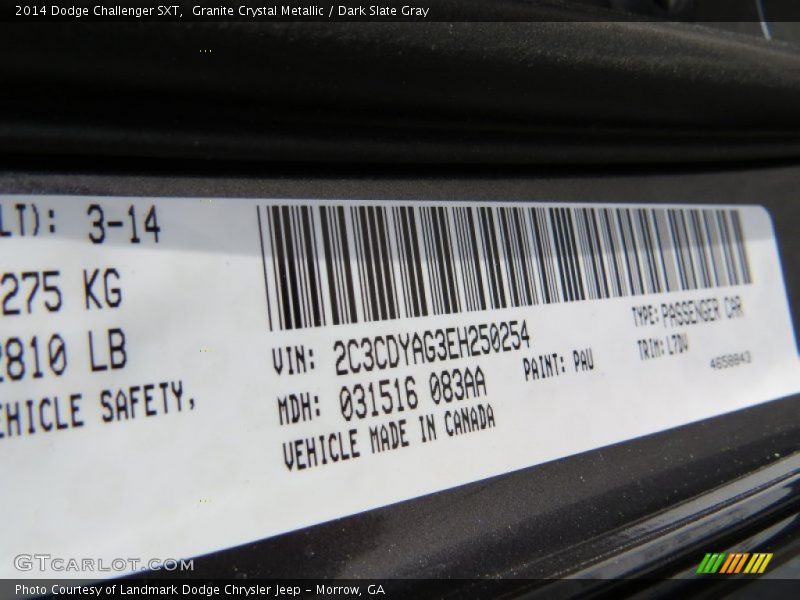 2014 Dodge Challenger SXT, Granite Crystal Metallic / Dark Slate Gray
LT): 3-14
275 KG
2810 LB
EHICLE SAFETY,
VIN: 2C3CDYAG3EH250254
MDH: 031516 083AA
VEHICLE MADE IN CANADA
PAINT: PAU
TYPE: PASSENGER CAR
TRIM: L7DV
4658843
GTcarlot.com
Photo Courtesy of Landmark Dodge Chrysler Jeep - Morrow, GA